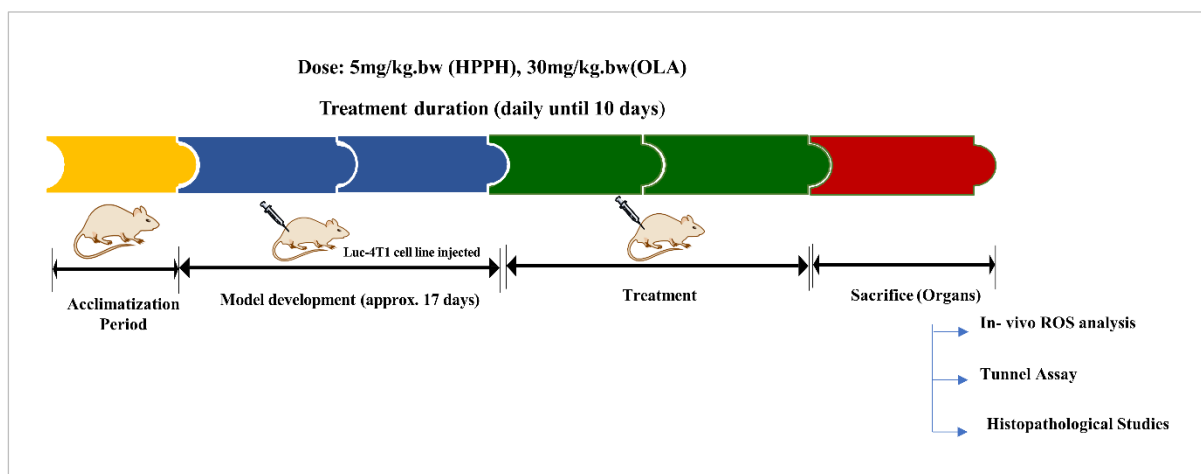 Dose: 5mg/kg.bw (HPPH), 30mg/kg.bw(OLA)
Treatment duration (daily until 10 days)
Luc-4T1 cell line injected
Acclimatization
Period
Model development (approx. 17 days)
Treatment
Sacrifice (Organs)
In- vivo ROS analysis
Tunnel Assay
Histopathological Studies